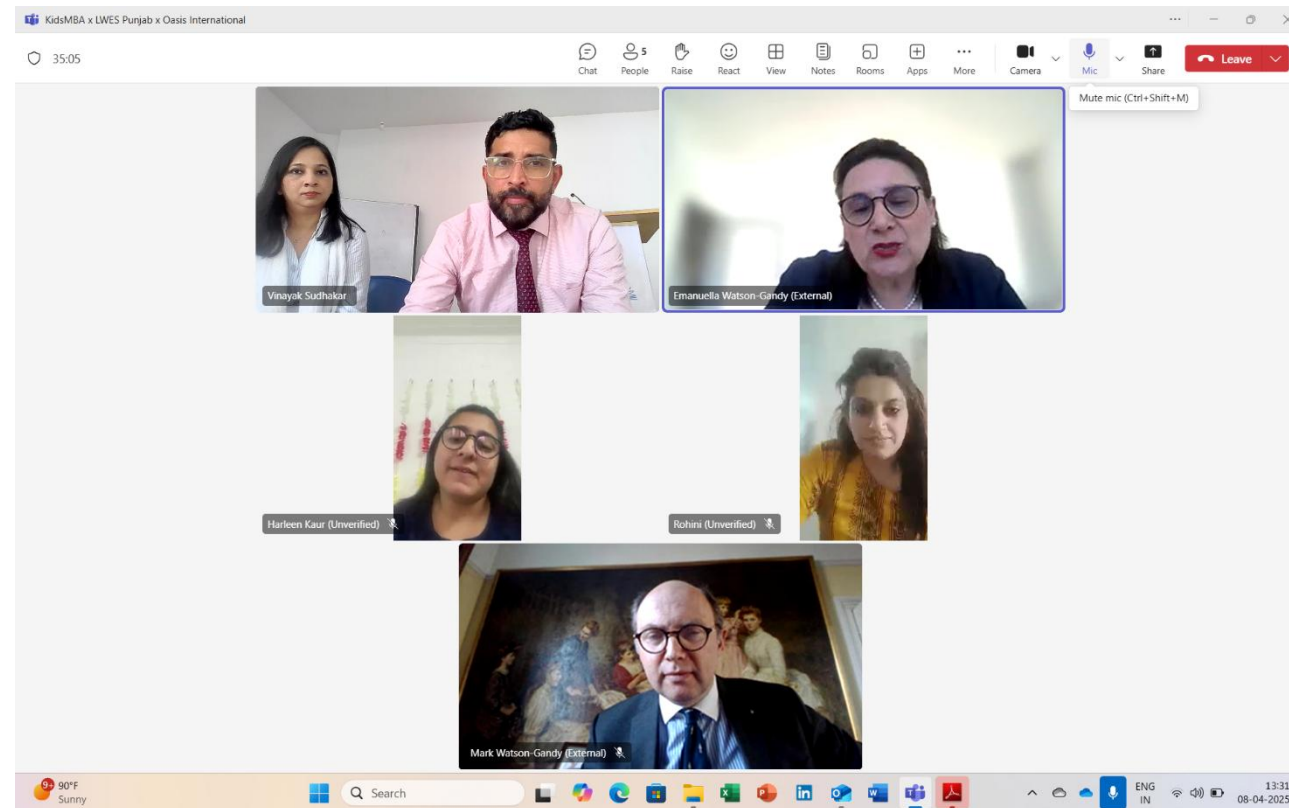 KidsMBA x LWES Punjab x Oasis International
35:05
Chat
5
People
Raise
React
View
Notes
Rooms
Apps
More
Camera
Mic
Share
Leave
Mute mic (Ctrl+Shift+M)
Vinayak Sudhakar
Emanuella Watson-Gandy (External)
Harleen Kaur (Unverified)
Rohini (Unverified)
Mark Watson-Gandy (External)
9+
90°F
Sunny
Search
ENG
IN
13:31
08-04-2025